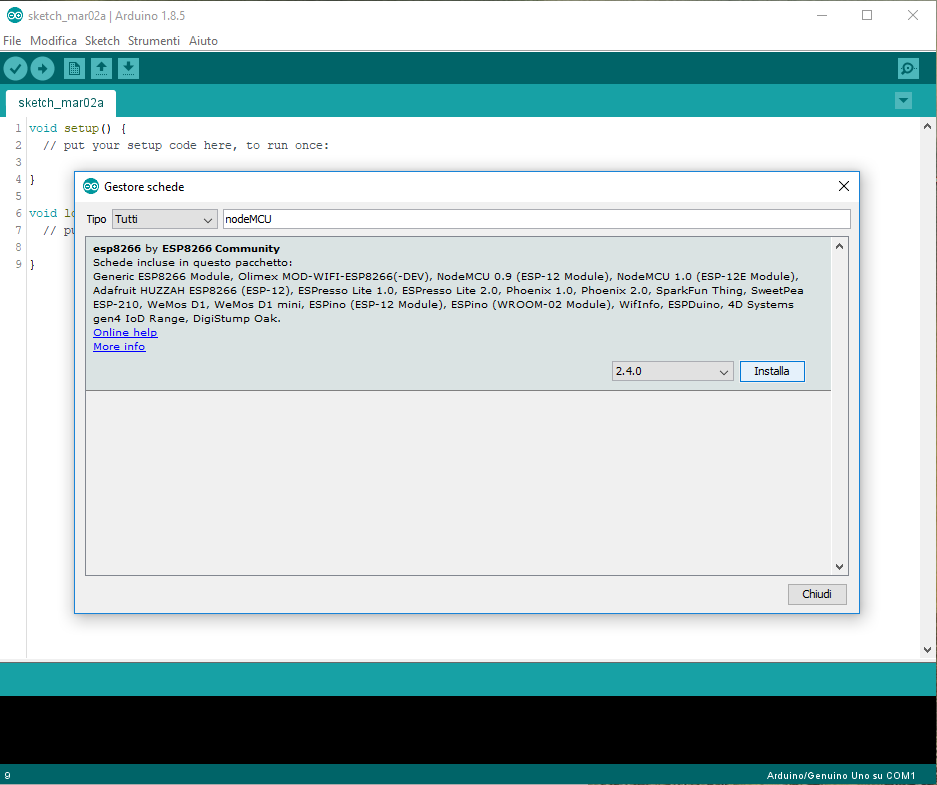 sketch_mar02a | Arduino 1.8.5
File Modifica Sketch Strumenti Aiuto
sketch_mar02a
1 void setup() {
2 // put your setup code here, to run once:
3
4 }
5
6 void lo
7 // pu
8
9 }
Gestore schede
Tipo Tutti nodeMCU
esp8266 by ESP8266 Community
Schede incluse in questo pacchetto:
Generic ESP8266 Module, Olimex MOD-WIFI-ESP8266(-DEV), NodeMCU 0.9 (ESP-12 Module), NodeMCU 1.0 (ESP-12E Module),
Adafruit HUZZAH ESP8266 (ESP-12), ESPresso Lite 1.0, ESPresso Lite 2.0, Phoenix 1.0, Phoenix 2.0, SparkFun Thing, SweetPea
ESP-210, WeMos D1, WeMos D1 mini, ESPino (ESP-12 Module), ESPino (WROOM-02 Module), WifInfo, ESPDuino, 4D Systems
gen4 IoD Range, DigiStump Oak.
Online help
More info
2.4.0 Installa
Chiudi
9 Arduino/Genuino Uno su COM1